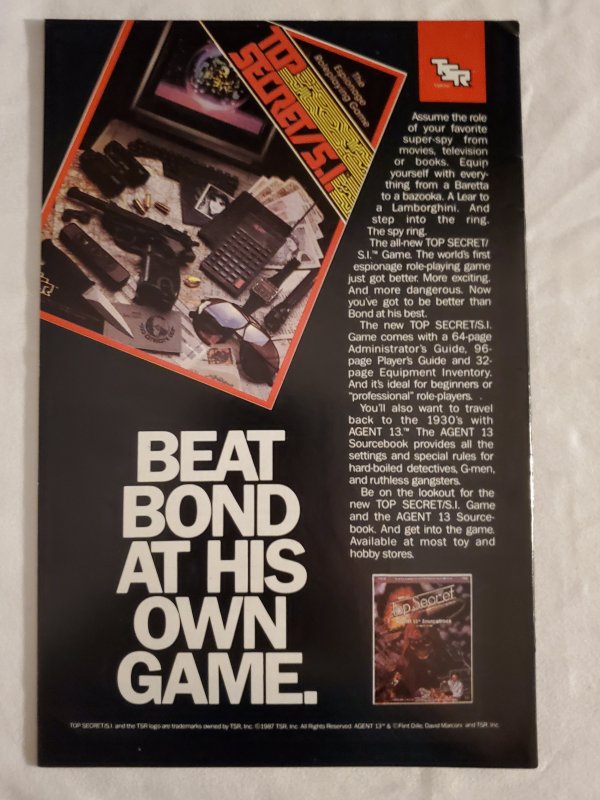 TOP
SECRET/S.I.
The
Espionage
Roleplaying Game
TSR
Assume the role
of your favorite
super-spy from
movies, television
or books. Equip
yourself with every-
thing from a Baretta
to a bazooka. A Lear to
a Lamborghini. And
step into the ring.
The spy ring.
The all-new TOP SECRET/
S.I.™ Game. The world's first
espionage role-playing game
just got better. More exciting.
And more dangerous. Now
you've got to be better than
Bond at his best.
The new TOP SECRET/S.I.
Game comes with a 64-page
Administrator's Guide, 96-
page Player's Guide and 32-
page Equipment Inventory.
And it's ideal for beginners or
"professional" role-players.
You'll also want to travel
back to the 1930's with
AGENT 13.™ The AGENT 13
Sourcebook provides all the
settings and special rules for
hard-boiled detectives, G-men,
and ruthless gangsters.
Be on the lookout for the
new TOP SECRET/S.I. Game
and the AGENT 13 Source-
book. And get into the game.
Available at most toy and
hobby stores.
BEAT
BOND
AT HIS
OWN
GAME.
Top Secret
AGENT 13™ Sourcebook
TOP SECRET/S.I. and the TSR logo are trademarks owned by TSR, Inc. ©1987 TSR, Inc. All Rights Reserved. AGENT 13™ & ©Flint Dille, David Marconi and TSR, Inc.